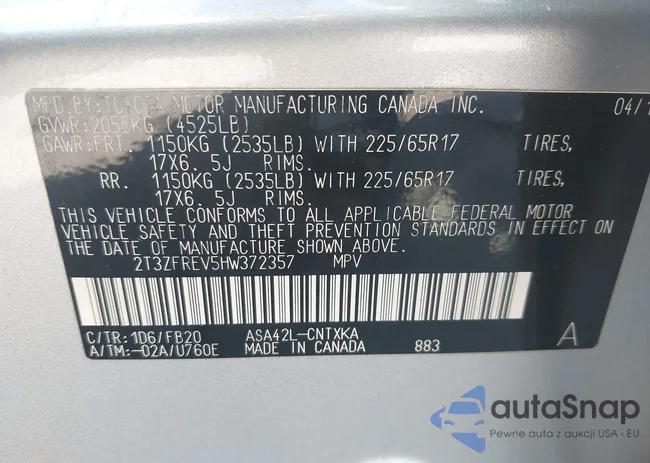 MFD.BY:TOYOTA MOTOR MANUFACTURING CANADA INC. 04/1
GVWR:2055KG (4525LB)
GAWR:FRT. 1150KG (2535LB) WITH 225/65R17 TIRES,
17X6.5J RIMS.
RR. 1150KG (2535LB) WITH 225/65R17 TIRES,
17X6.5J RIMS.
THIS VEHICLE CONFORMS TO ALL APPLICABLE FEDERAL MOTOR
VEHICLE SAFETY AND THEFT PREVENTION STANDARDS IN EFFECT ON
THE DATE OF MANUFACTURE SHOWN ABOVE.
2T3ZFREV5HW372357 MPV
C/TR:1D6/FB20 ASA42L-CNTXKA A
A/TM:-02A/U760E MADE IN CANADA 883
autaSnap
Pewne auta z aukcji USA i EU